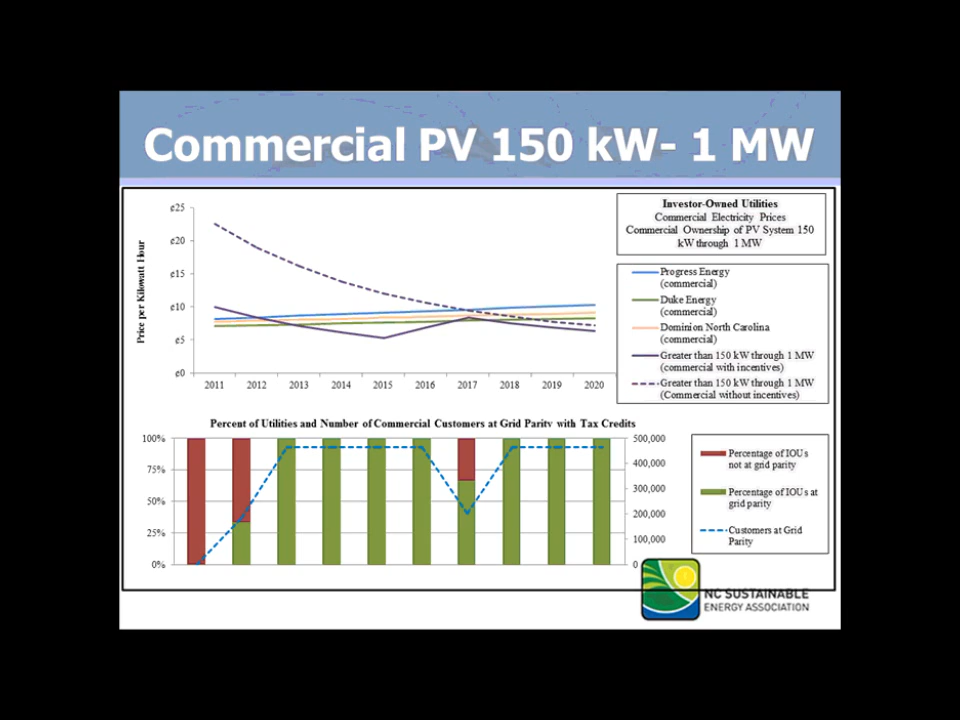 Commercial PV 150 kW- 1 MW
Investor-Owned Utilities
Commercial Electricity Prices
Commercial Ownership of PV System 150
kW through 1 MW
Price per Kilowatt Hour
¢25
¢20
¢15
¢10
¢5
¢0
2011 2012 2013 2014 2015 2016 2017 2018 2019 2020
Progress Energy
(commercial)
Duke Energy
(commercial)
Dominion North Carolina
(commercial)
Greater than 150 kW through 1 MW
(commercial with incentives)
Greater than 150 kW through 1 MW
(Commercial without incentives)
Percent of Utilities and Number of Commercial Customers at Grid Parity with Tax Credits
100%
75%
50%
25%
0%
500,000
400,000
300,000
200,000
100,000
0
Percentage of IOUs
not at grid parity
Percentage of IOUs at
grid parity
Customers at Grid
Parity
NC SUSTAINABLE
ENERGY ASSOCIATION